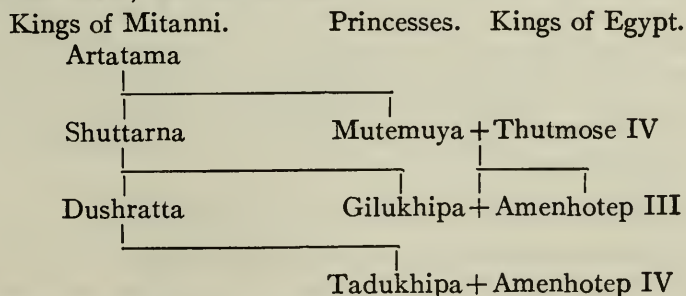 Kings of Mitanni. Princesses. Kings of Egypt.
Artatama
Shuttarna Mutemuya + Thutmose IV
Dushratta Gilukhipa + Amenhotep III
Tadukhipa + Amenhotep IV